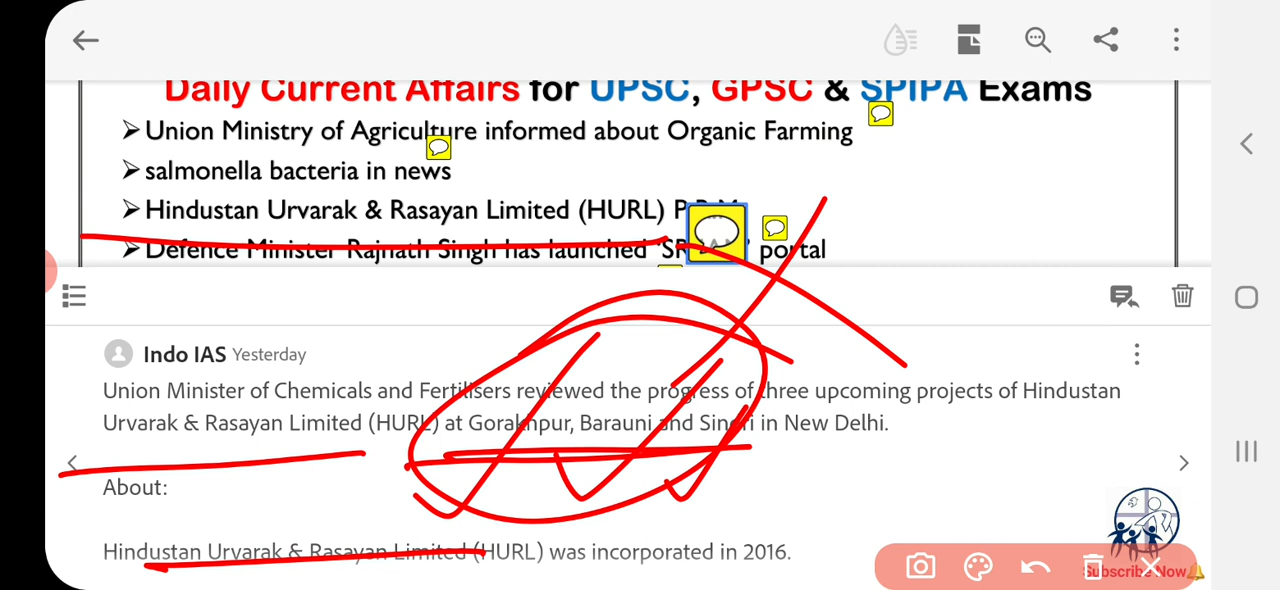 Daily Current Affairs for UPSC, GPSC & SPIPA Exams
➢Union Ministry of Agriculture informed about Organic Farming
➢salmonella bacteria in news
➢Hindustan Urvarak & Rasayan Limited (HURL)
➢Defence Minister Rajnath Singh has launched portal
Indo IAS Yesterday
Union Minister of Chemicals and Fertilisers reviewed the progress of three upcoming projects of Hindustan
Urvarak & Rasayan Limited (HURL) at Gorakhpur, Barauni and Sindri in New Delhi.
About:
Hindustan Urvarak & Rasayan Limited (HURL) was incorporated in 2016.
Subscribe Now